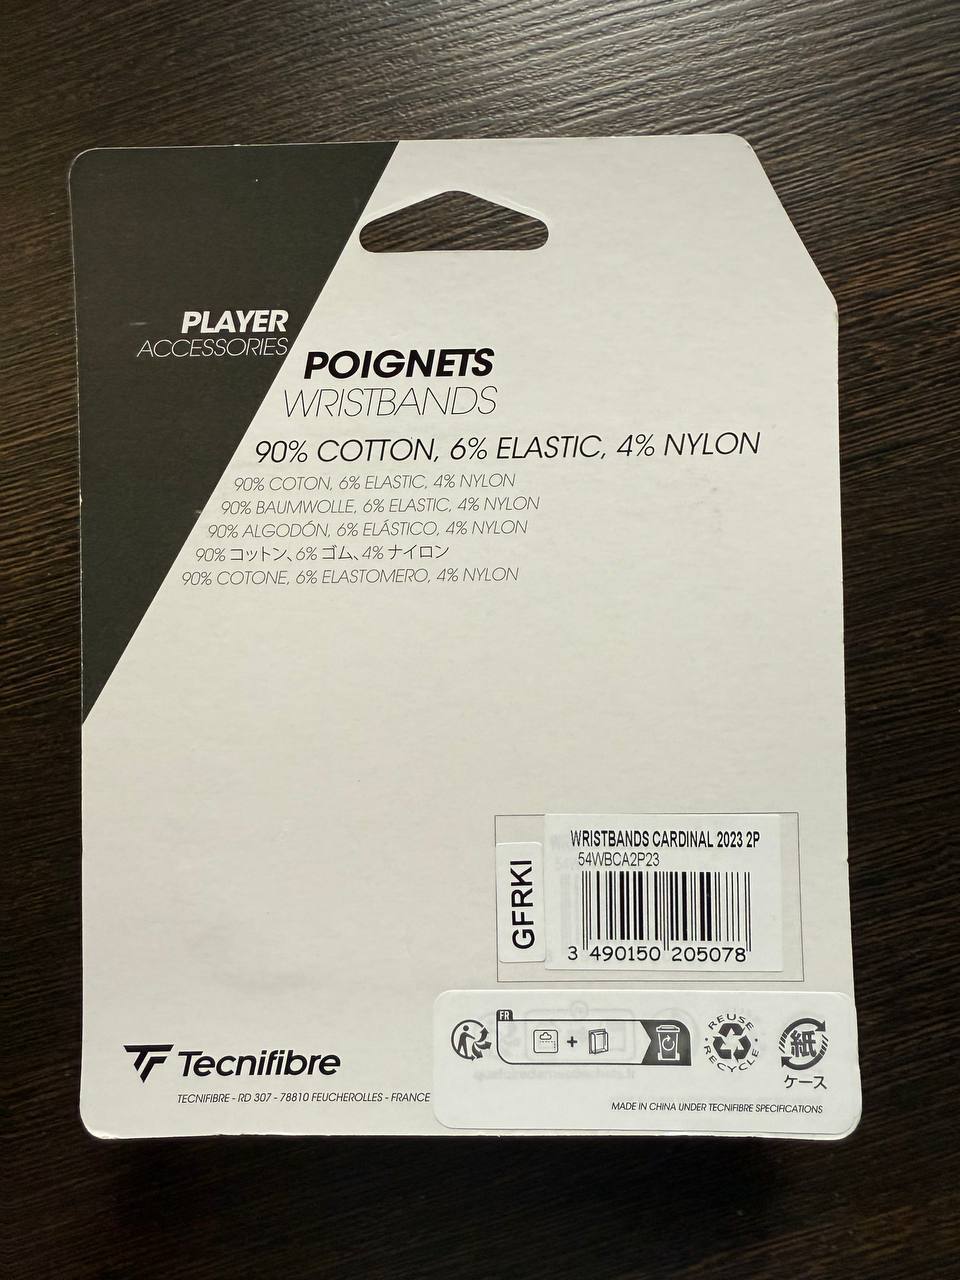 PLAYER
ACCESSORIES
POIGNETS
WRISTBANDS
90% COTTON, 6% ELASTIC, 4% NYLON
90% COTON, 6% ELASTIC, 4% NYLON
90% BAUMWOLLE, 6% ELASTIC, 4% NYLON
90% ALGODÓN, 6% ELÁSTICO, 4% NYLON
90% コットン、6% ゴム、4% ナイロン
90% COTONE, 6% ELASTOMERO, 4% NYLON
WRISTBANDS CARDINAL 2023 2P
54WBCA2P23
GFRKI
3 490150 205078
FR
REUSE
RECYCLE
紙
ケース
Tecnifibre
TECNIFIBRE - RD 307 - 78810 FEUCHEROLLES - FRANCE
MADE IN CHINA UNDER TECNIFIBRE SPECIFICATIONS